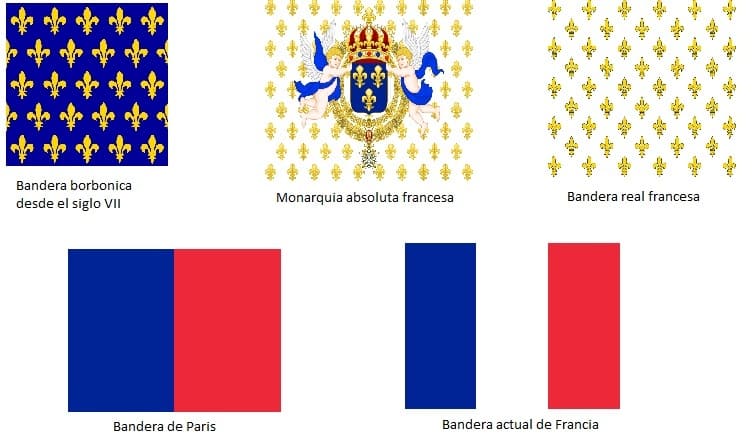 Bandera borbonica
desde el siglo VII
Monarquia absoluta francesa
Bandera real francesa
Bandera de Paris
Bandera actual de Francia